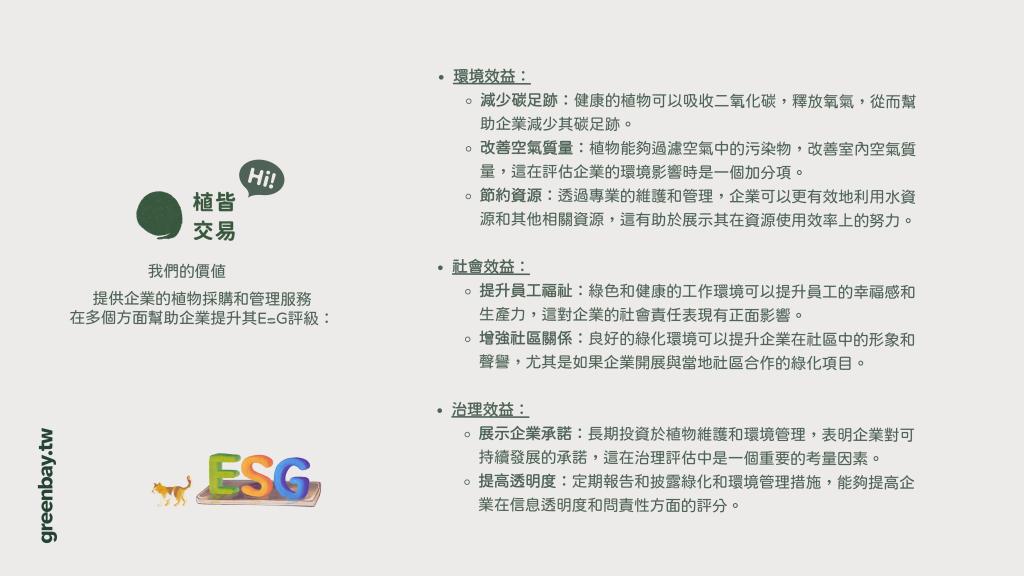 Hi!
植皆
交易
我們的價值
提供企業的植物採購和管理服務
在多個方面幫助企業提升其ESG評級：
ESG
greenbay.tw
• 環境效益：
○ 減少碳足跡：健康的植物可以吸收二氧化碳，釋放氧氣，從而幫
助企業減少其碳足跡。
○ 改善空氣質量：植物能夠過濾空氣中的污染物，改善室內空氣質
量，這在評估企業的環境影響時是一個加分項。
○ 節約資源：透過專業的維護和管理，企業可以更有效地利用水資
源和其他相關資源，這有助於展示其在資源使用效率上的努力。
• 社會效益：
○ 提升員工福祉：綠色和健康的工作環境可以提升員工的幸福感和
生產力，這對企業的社會責任表現有正面影響。
○ 增強社區關係：良好的綠化環境可以提升企業在社區中的形象和
聲譽，尤其是如果企業開展與當地社區合作的綠化項目。
• 治理效益：
○ 展示企業承諾：長期投資於植物維護和環境管理，表明企業對可
持續發展的承諾，這在治理評估中是一個重要的考量因素。
○ 提高透明度：定期報告和披露綠化和環境管理措施，能夠提高企
業在信息透明度和問責性方面的評分。